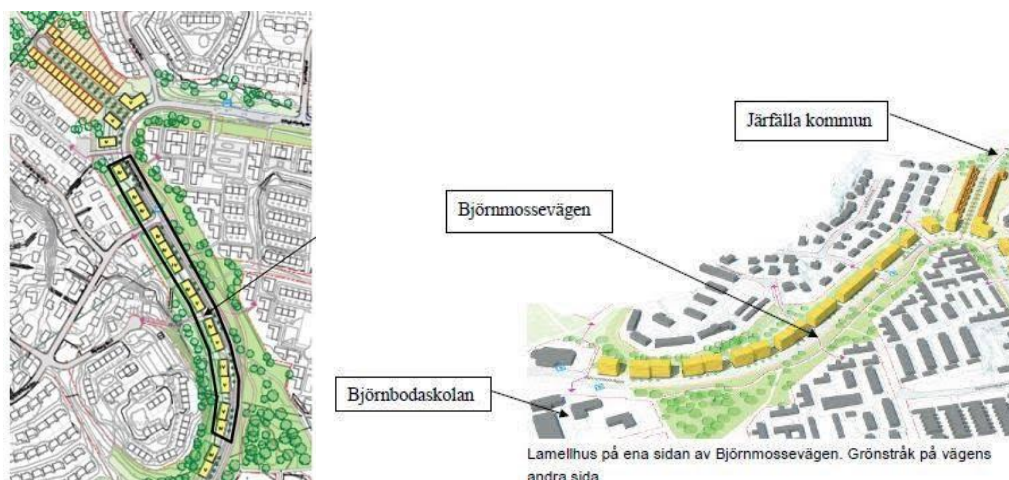 Järfälla kommun
Björnmossevägen
Björnbodaskolan
Lamellhus på ena sidan av Björnmossevägen. Grönstråk på vägens
andra sida